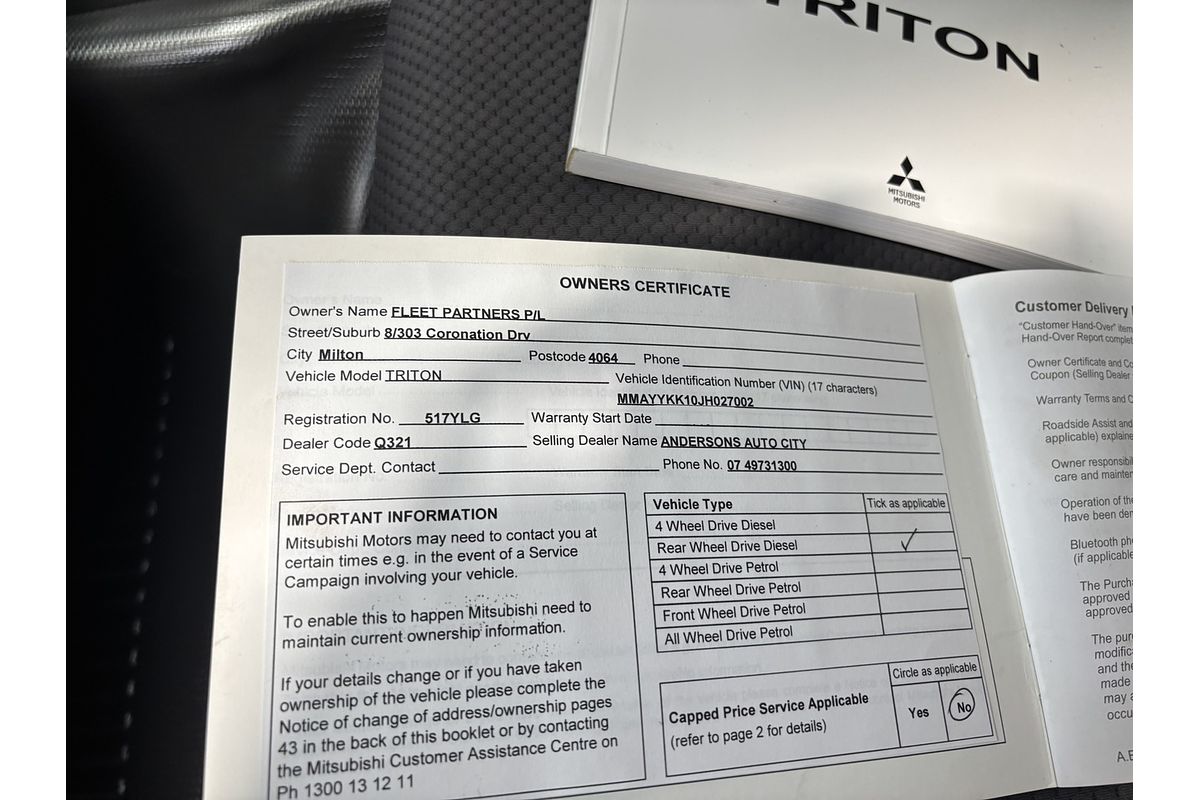 TRITON
MITSUBISHI
MOTORS
OWNERS CERTIFICATE
Owner's Name FLEET PARTNERS P/L
Street/Suburb 8/303 Coronation Drv
City Milton Postcode 4064 Phone
Vehicle Model TRITON Vehicle Identification Number (VIN) (17 characters)
MMAYYKK10JH027002
Registration No. 517YLG Warranty Start Date
Dealer Code Q321 Selling Dealer Name ANDERSONS AUTO CITY
Service Dept. Contact Phone No. 07 49731300
IMPORTANT INFORMATION
Mitsubishi Motors may need to contact you at
certain times e.g. in the event of a Service
Campaign involving your vehicle.
To enable this to happen Mitsubishi need to
maintain current ownership information.
If your details change or if you have taken
ownership of the vehicle please complete the
Notice of change of address/ownership pages
43 in the back of this booklet or by contacting
the Mitsubishi Customer Assistance Centre on
Ph 1300 13 12 11
Vehicle Type Tick as applicable
4 Wheel Drive Diesel
Rear Wheel Drive Diesel ✓
4 Wheel Drive Petrol
Rear Wheel Drive Petrol
Front Wheel Drive Petrol
All Wheel Drive Petrol
Circle as applicable
Capped Price Service Applicable
(refer to page 2 for details)
Yes No
Customer Delivery
"Customer Hand-Over" item
Hand-Over Report complet
Owner Certificate and Co
Coupon (Selling Dealer
Warranty Terms and C
Roadside Assist and
applicable) explaine
Owner responsibil
care and mainten
Operation of the
have been der
Bluetooth ph
(if applicable
The Purcha
approved
approved
The pur
modific
and the
made
may a
occu
A.E